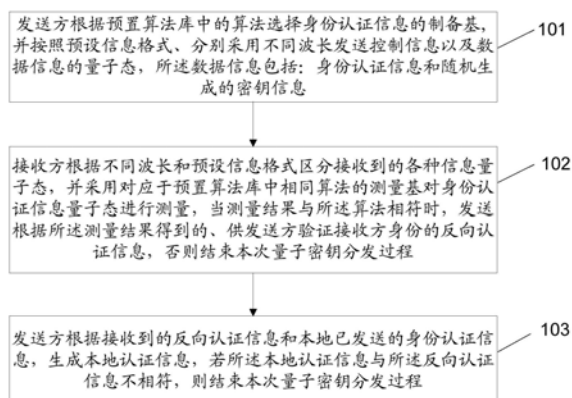 发送方根据预置算法库中的算法选择身份认证信息的制备基,
并按照预设信息格式、分别采用不同波长发送控制信息以及数
据信息的量子态,所述数据信息包括:身份认证信息和随机生
成的密钥信息
101
接收方根据不同波长和预设信息格式区分接收到的各种信息量
子态,并采用对应于预置算法库中相同算法的测量基对身份认
证信息量子态进行测量,当测量结果与所述算法相符时,发送
根据所述测量结果得到的、供发送方验证接收方身份的反向认
证信息,否则结束本次量子密钥分发过程
102
发送方根据接收到的反向认证信息和本地已发送的身份认证信
息,生成本地认证信息,若所述本地认证信息与所述反向认证
信息不相符,则结束本次量子密钥分发过程
103